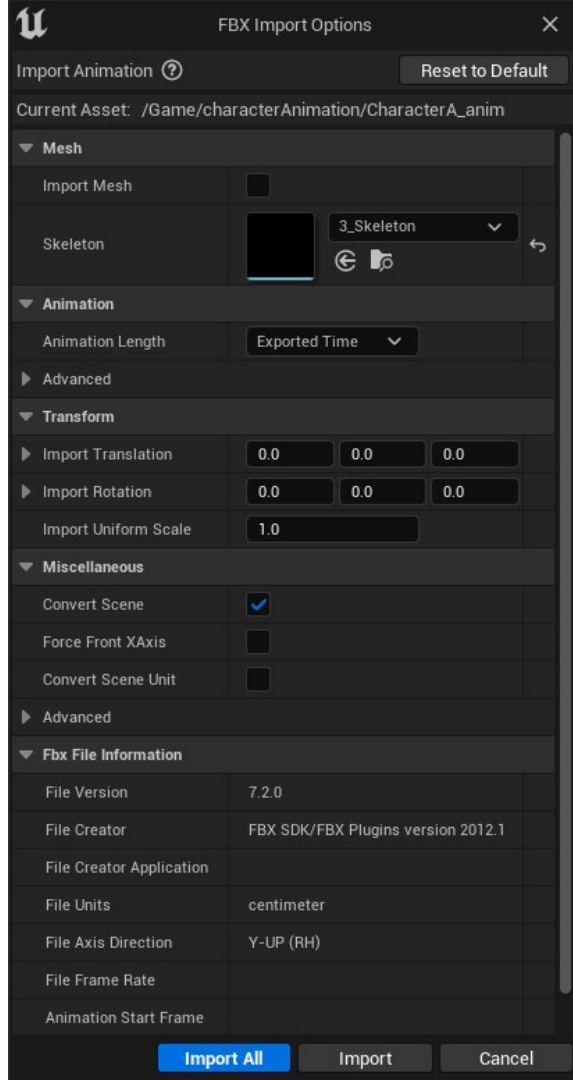 FBX Import Options
Import Animation ? Reset to Default
Current Asset: /Game/characterAnimation/CharacterA_anim
Mesh
Import Mesh
Skeleton 3_Skeleton
Animation
Animation Length Exported Time
Advanced
Transform
Import Translation 0.0 0.0 0.0
Import Rotation 0.0 0.0 0.0
Import Uniform Scale 1.0
Miscellaneous
Convert Scene
Force Front XAxis
Convert Scene Unit
Advanced
Fbx File Information
File Version 7.2.0
File Creator FBX SDK/FBX Plugins version 2012.1
File Creator Application
File Units centimeter
File Axis Direction Y-UP (RH)
File Frame Rate
Animation Start Frame
Import All Import Cancel